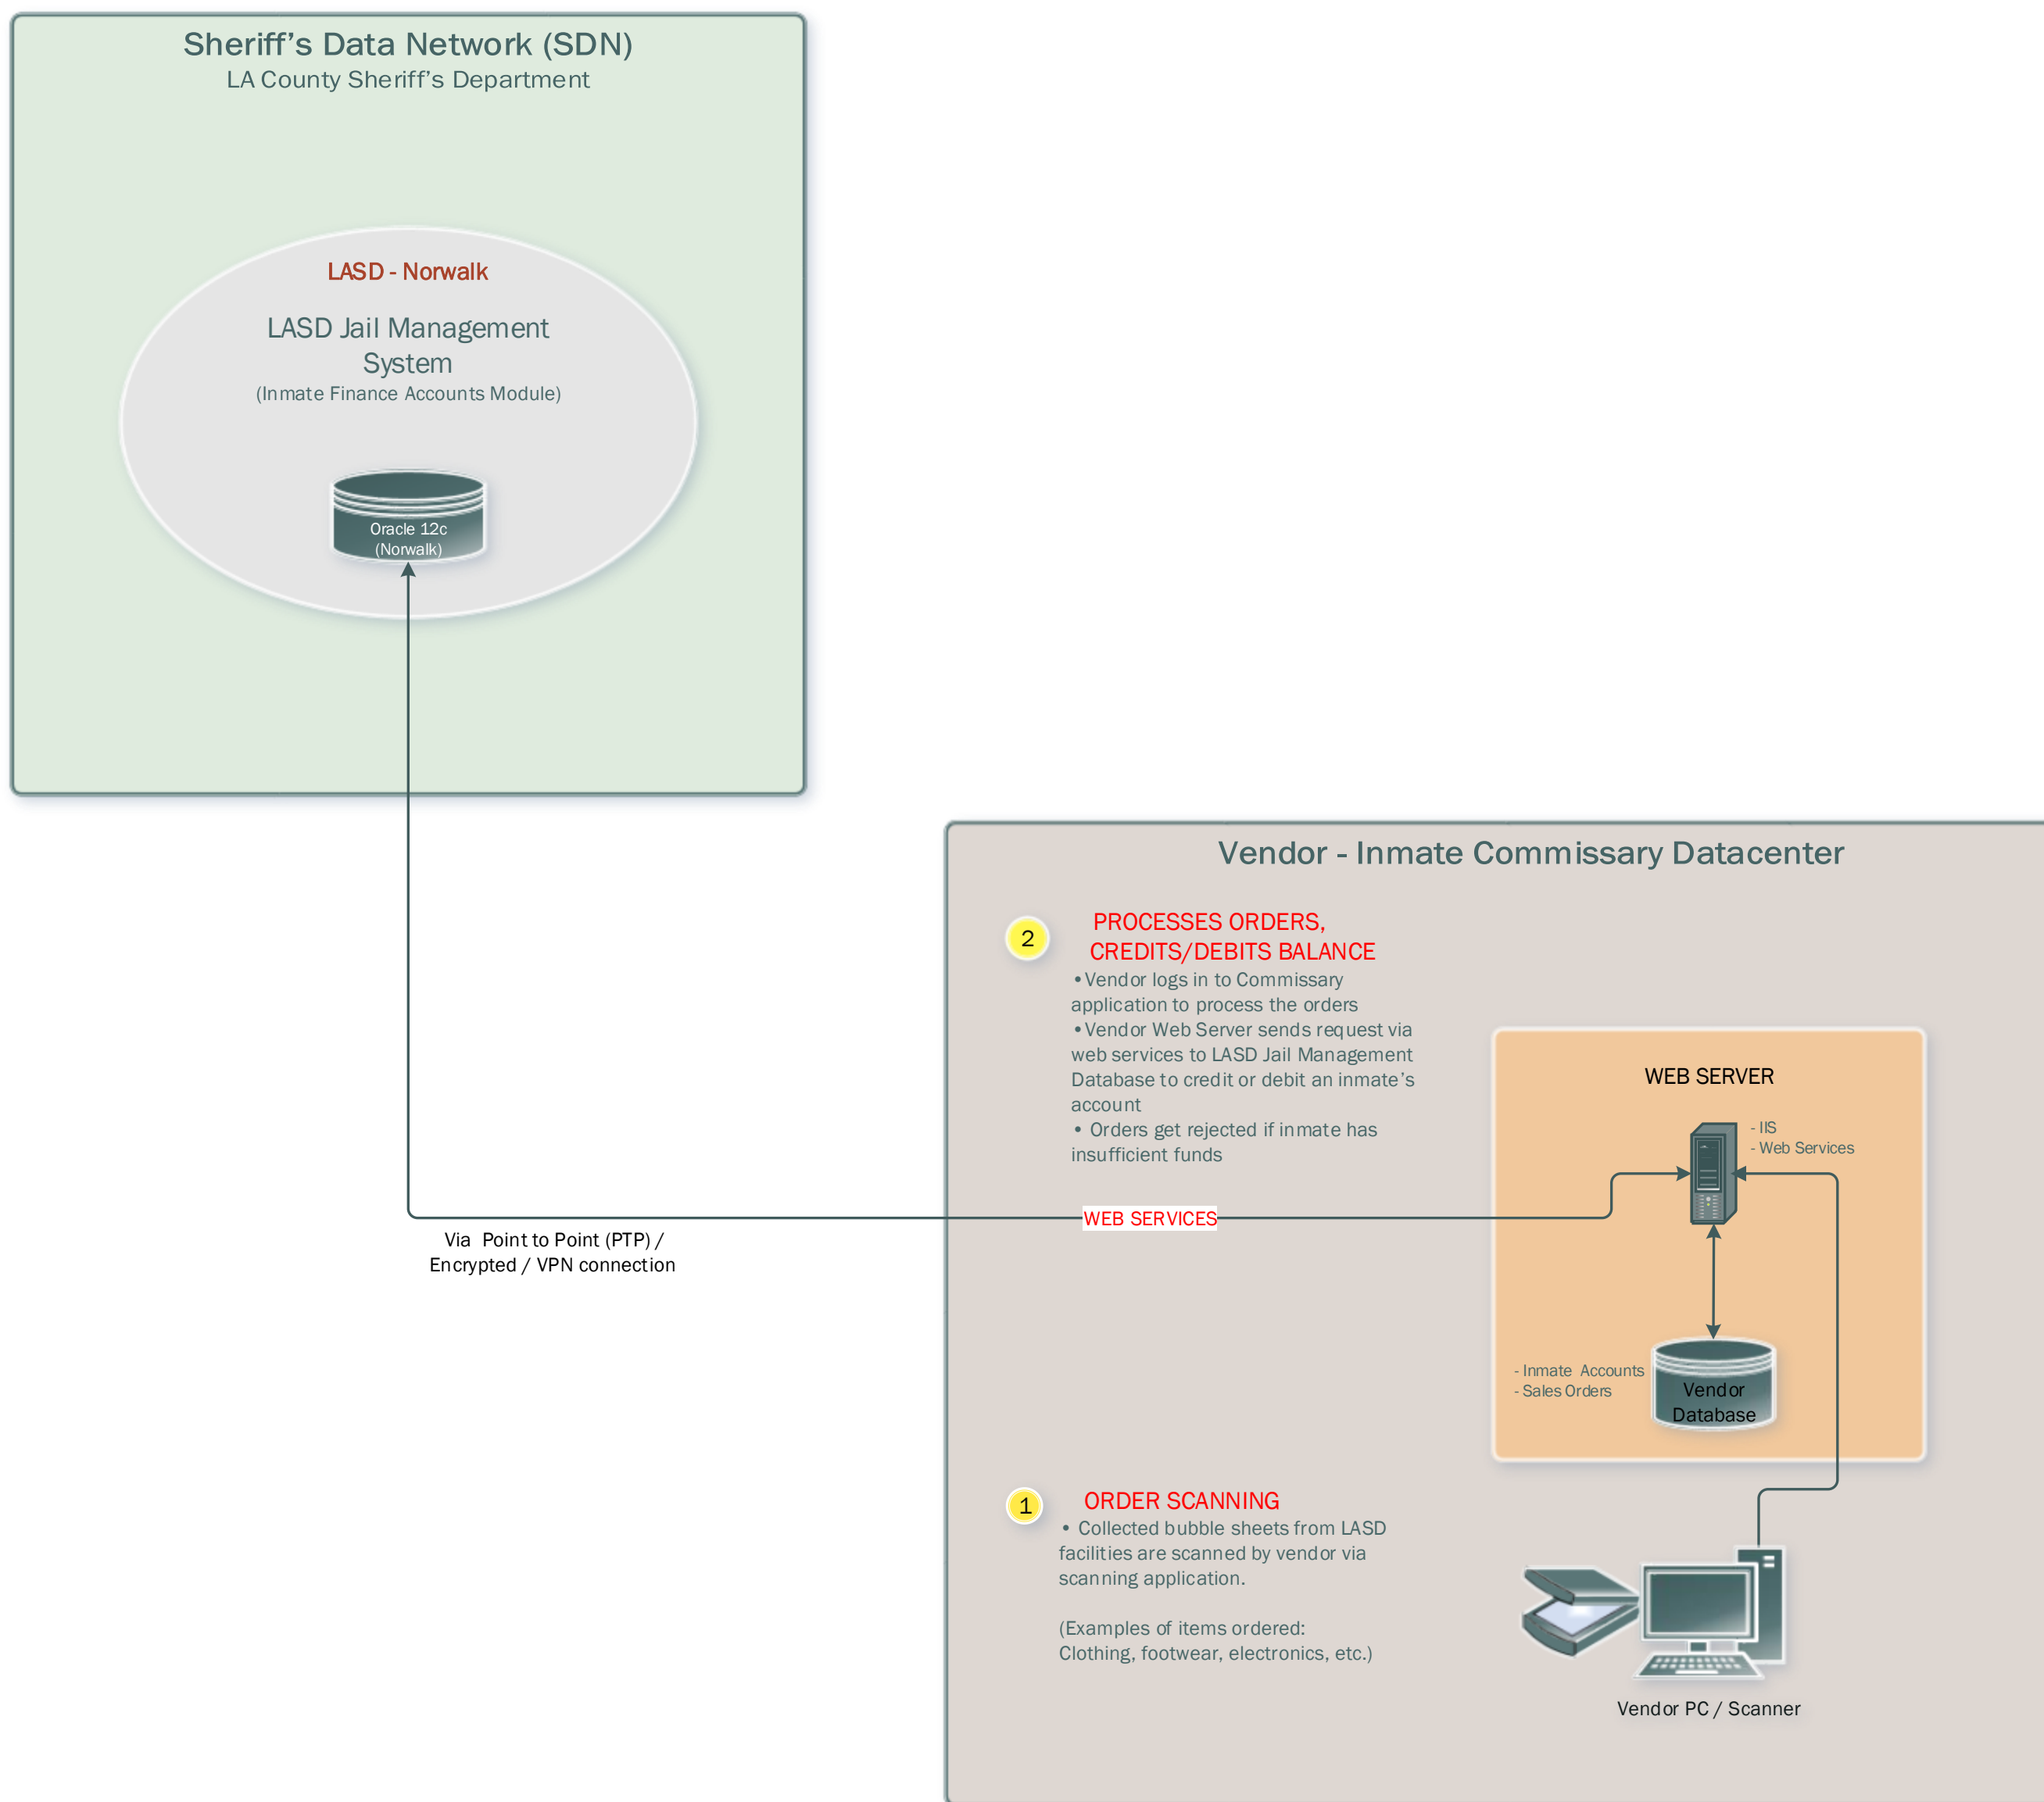 Sheriff’s Data Network (SDN)
LA County Sheriff’s Department
LASD - Norwalk
LASD Jail Management
System
(Inmate Finance Accounts Module)
Oracle 12c
(Norwalk)
Via  Point to Point (PTP) /
Encrypted / VPN connection
Vendor - Inmate Commissary Datacenter
2
PROCESSES ORDERS,
CREDITS/DEBITS BALANCE
•Vendor logs in to Commissary
application to process the orders
•Vendor Web Server sends request via
web services to LASD Jail Management
Database to credit or debit an inmate’s
account
• Orders get rejected if inmate has
insufficient funds
WEB SERVICES
WEB SERVER
- IIS
- Web Services
- Inmate  Accounts
- Sales Orders
Vendor
Database
1
ORDER SCANNING
• Collected bubble sheets from LASD
facilities are scanned by vendor via
scanning application.
(Examples of items ordered:
Clothing, footwear, electronics, etc.)
Vendor PC / Scanner